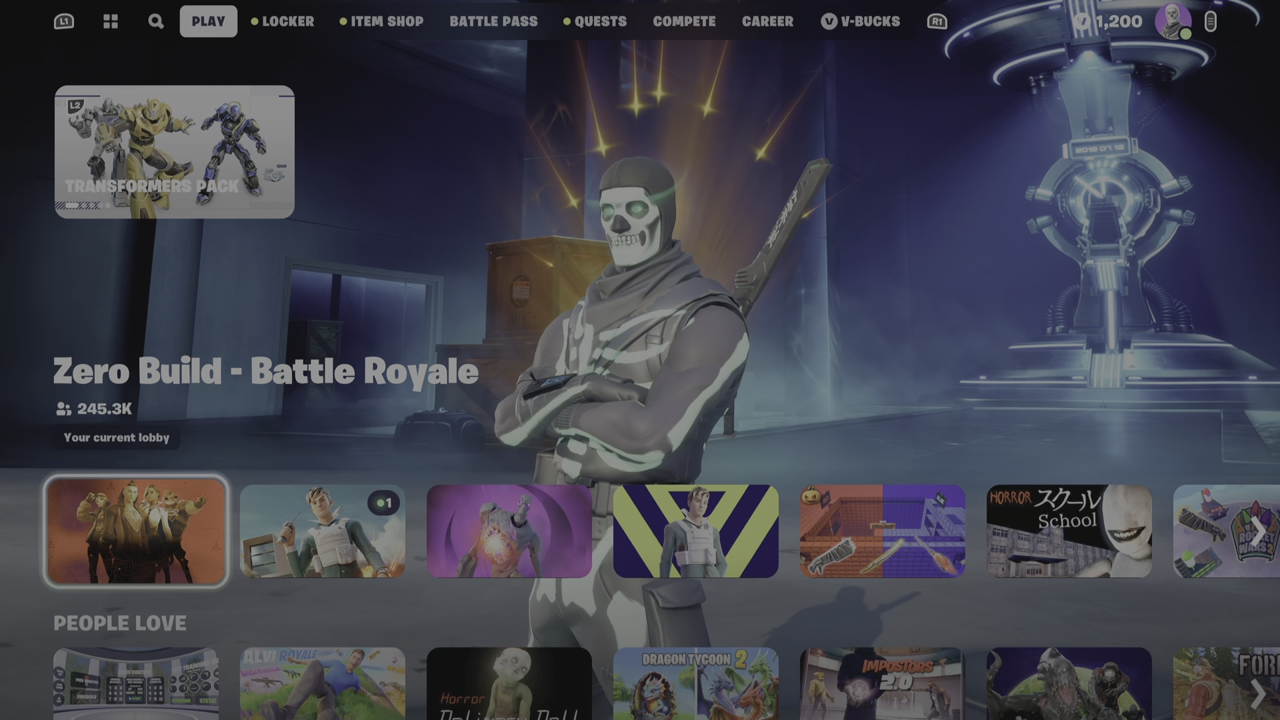 L1
PLAY
LOCKER
ITEM SHOP
BATTLE PASS
QUESTS
COMPETE
CAREER
V-BUCKS
R1
1,200
L2
TRANSFORMERS PACK
Zero Build - Battle Royale
245.3K
Your current lobby
1
HORROR スクール
School
PEOPLE LOVE
ROYALE
DRAGON TYCOON 2
IMPOSTORS
2.0
Horror